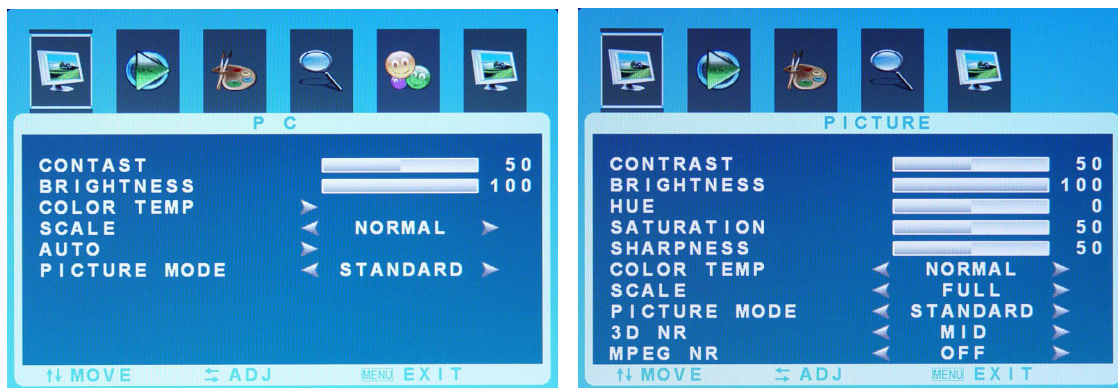 P C
CONTAST 50
BRIGHTNESS 100
COLOR TEMP
SCALE NORMAL
AUTO
PICTURE MODE STANDARD
MOVE ADJ MENU EXIT
PICTURE
CONTRAST 50
BRIGHTNESS 100
HUE 0
SATURATION 50
SHARPNESS 50
COLOR TEMP NORMAL
SCALE FULL
PICTURE MODE STANDARD
3D NR MID
MPEG NR OFF
MOVE ADJ MENU EXIT